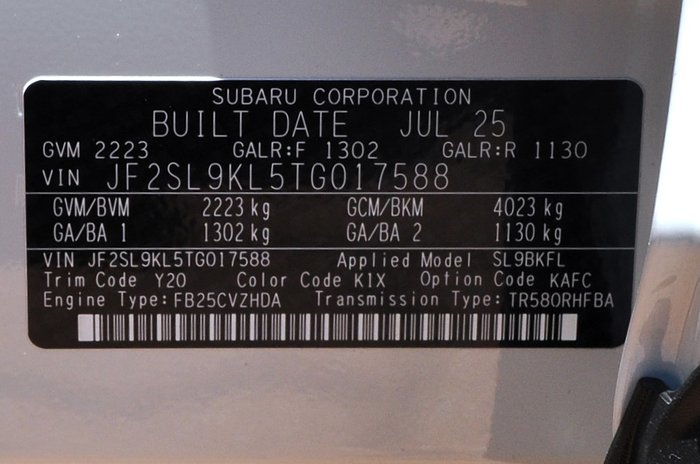 SUBARU CORPORATION
BUILT DATE JUL 25
GVM 2223 GALR:F 1302 GALR:R 1130
VIN JF2SL9KL5TG017588
GVM/BVM 2223 kg GCM/BKM 4023 kg
GA/BA 1 1302 kg GA/BA 2 1130 kg
VIN JF2SL9KL5TG017588 Applied Model SL9BKFL
Trim Code Y20 Color Code K1X Option Code KAFC
Engine Type:FB25CVZHDA Transmission Type:TR580RHFBA